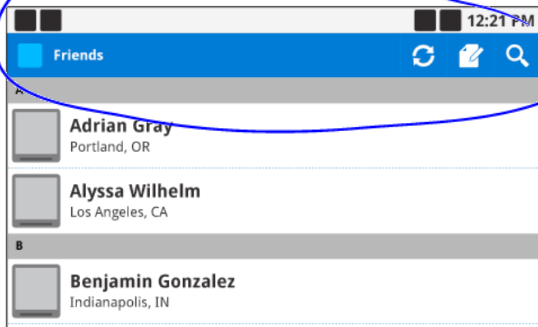 12:21 PM
Friends
A
Adrian Gray
Portland, OR
Alyssa Wilhelm
Los Angeles, CA
B
Benjamin Gonzalez
Indianapolis, IN